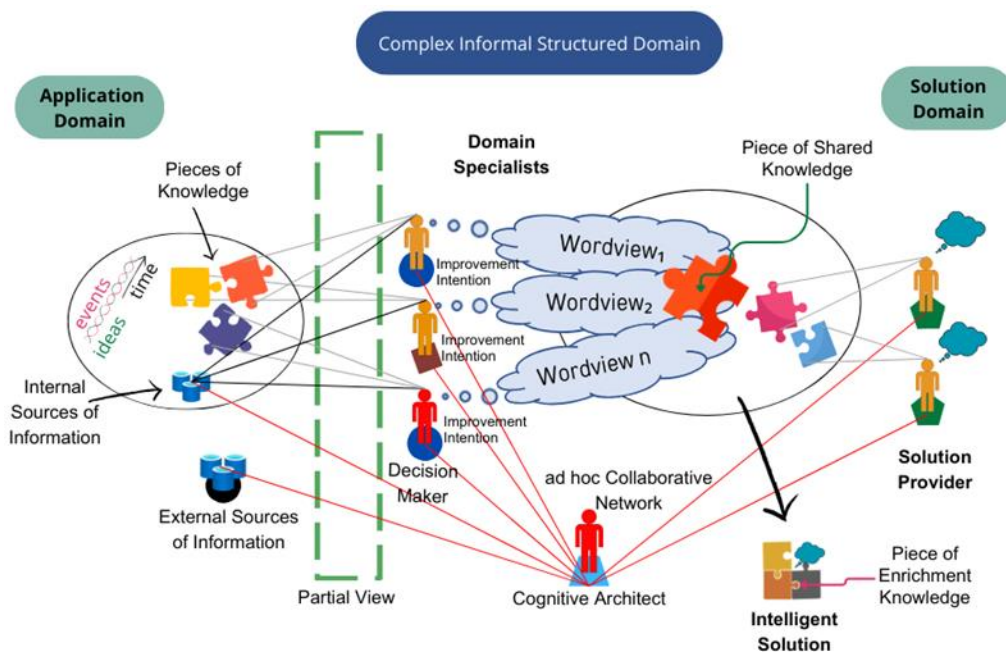 Complex Informal Structured Domain
Application
Domain
Solution
Domain
Pieces of
Knowledge
Domain
Specialists
Piece of Shared
Knowledge
events
ideas
time
Wordview₁
Improvement
Intention
Wordview₂
Improvement
Intention
Wordview n
Improvement
Intention
Internal
Sources of
Information
Decision
Maker
ad hoc Collaborative
Network
Solution
Provider
External Sources
of Information
Partial View
Cognitive Architect
Piece of
Enrichment
Knowledge
Intelligent
Solution